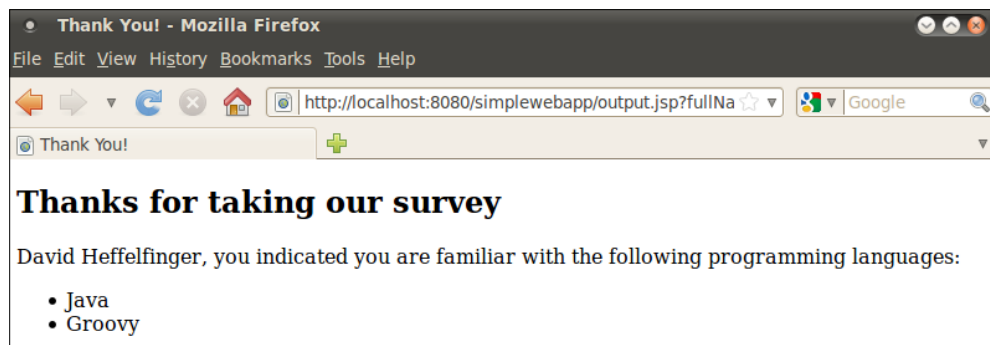 Thank You! - Mozilla Firefox
File Edit View History Bookmarks Tools Help
http://localhost:8080/simplewebapp/output.jsp?fullNa
Google
Thank You!
Thanks for taking our survey
David Heffelfinger, you indicated you are familiar with the following programming languages:
• Java
• Groovy